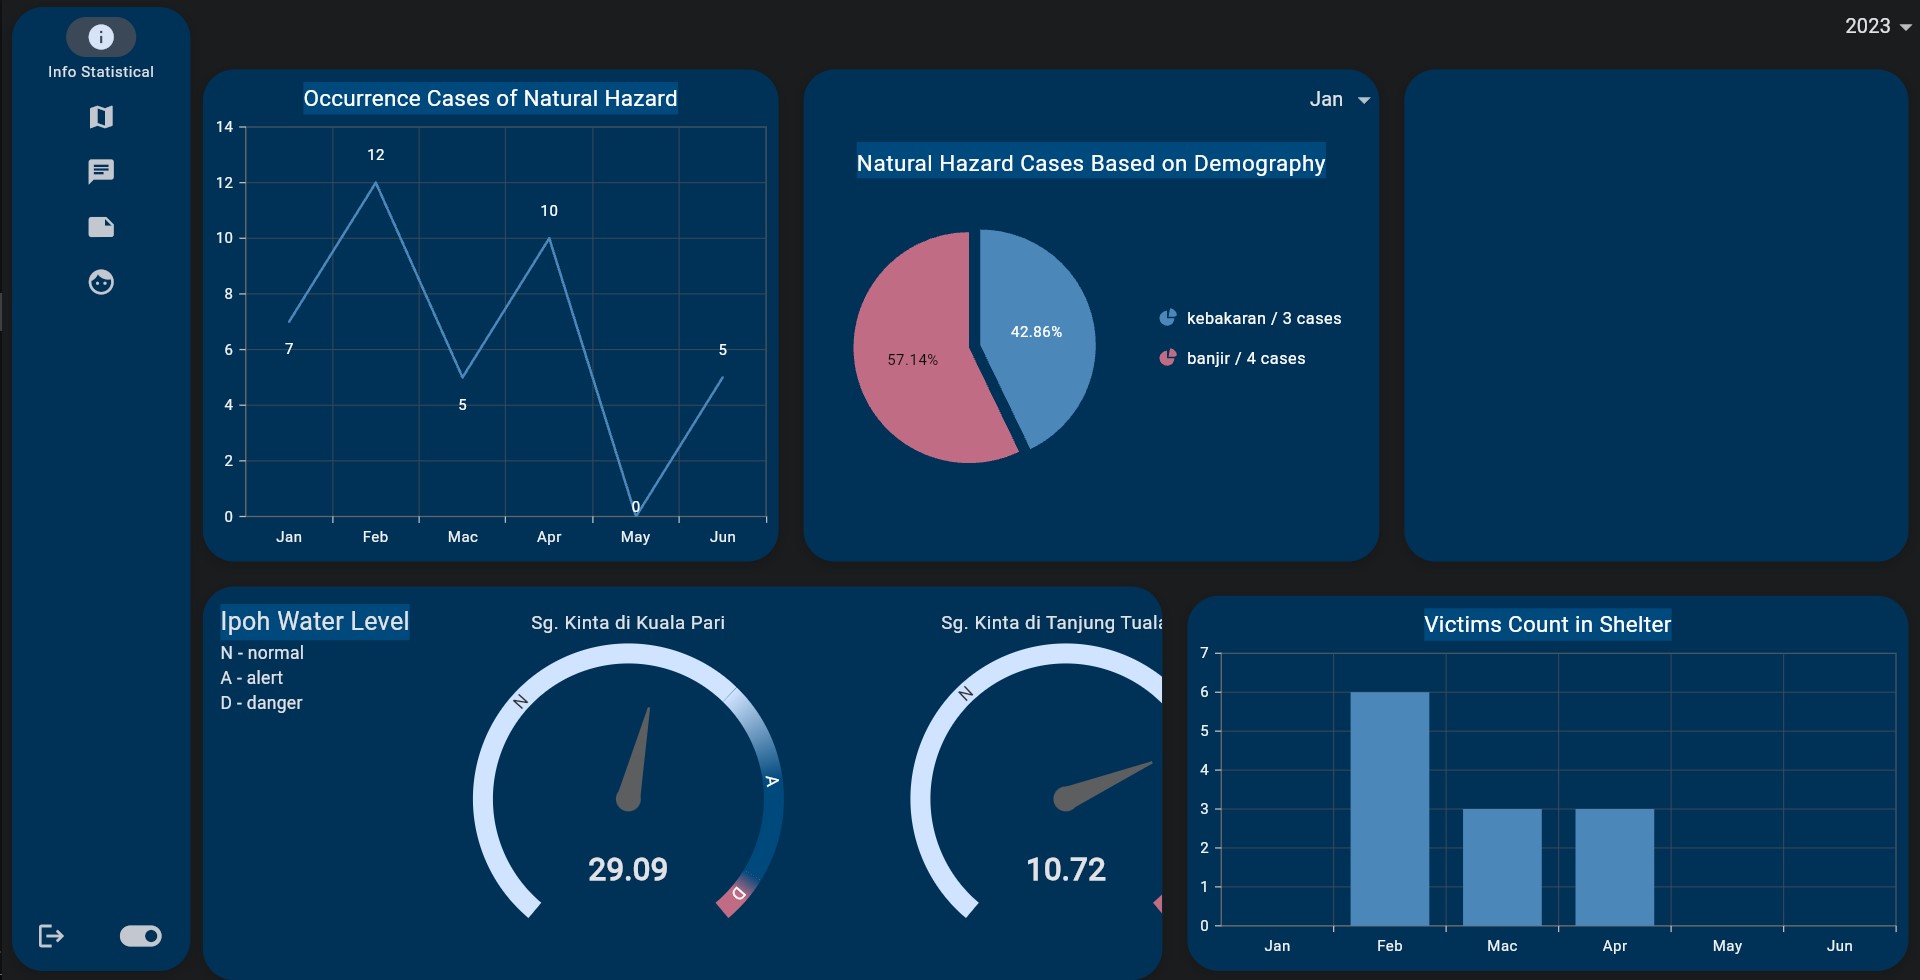 2023
Info Statistical
Occurrence Cases of Natural Hazard
14
12
10
8
6
4
2
0
12
10
7
5
5
0
Jan Feb Mac Apr May Jun
Jan
Natural Hazard Cases Based on Demography
42.86%
57.14%
kebakaran / 3 cases
banjir / 4 cases
Ipoh Water Level
N - normal
A - alert
D - danger
Sg. Kinta di Kuala Pari
N
A
D
29.09
Sg. Kinta di Tanjung Tuala
N
10.72
Victims Count in Shelter
7
6
5
4
3
2
1
0
Jan Feb Mac Apr May Jun